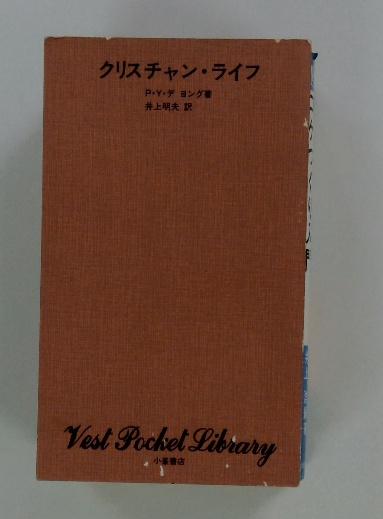 クリスチャン・ライフ
P・Y・デ ヨング著
井上明夫 訳
Vest Pocket Library
小峯書店